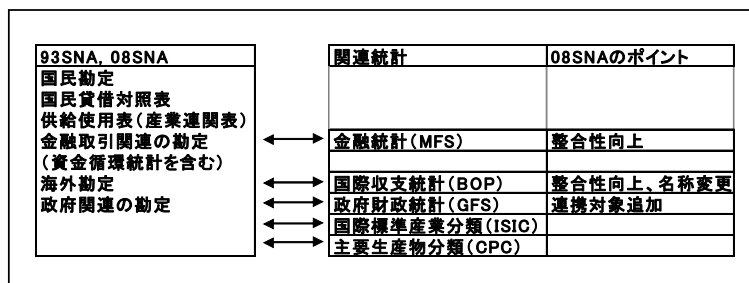 93SNA, 08SNA 関連統計 08SNAのポイント
国民勘定
国民貸借対照表
供給使用表(産業連関表)
金融取引関連の勘定 金融統計(MFS) 整合性向上
(資金循環統計を含む)
海外勘定 国際収支統計(BOP) 整合性向上、名称変更
政府関連の勘定 政府財政統計(GFS) 連携対象追加
国際標準産業分類(ISIC)
主要生産物分類(CPC)